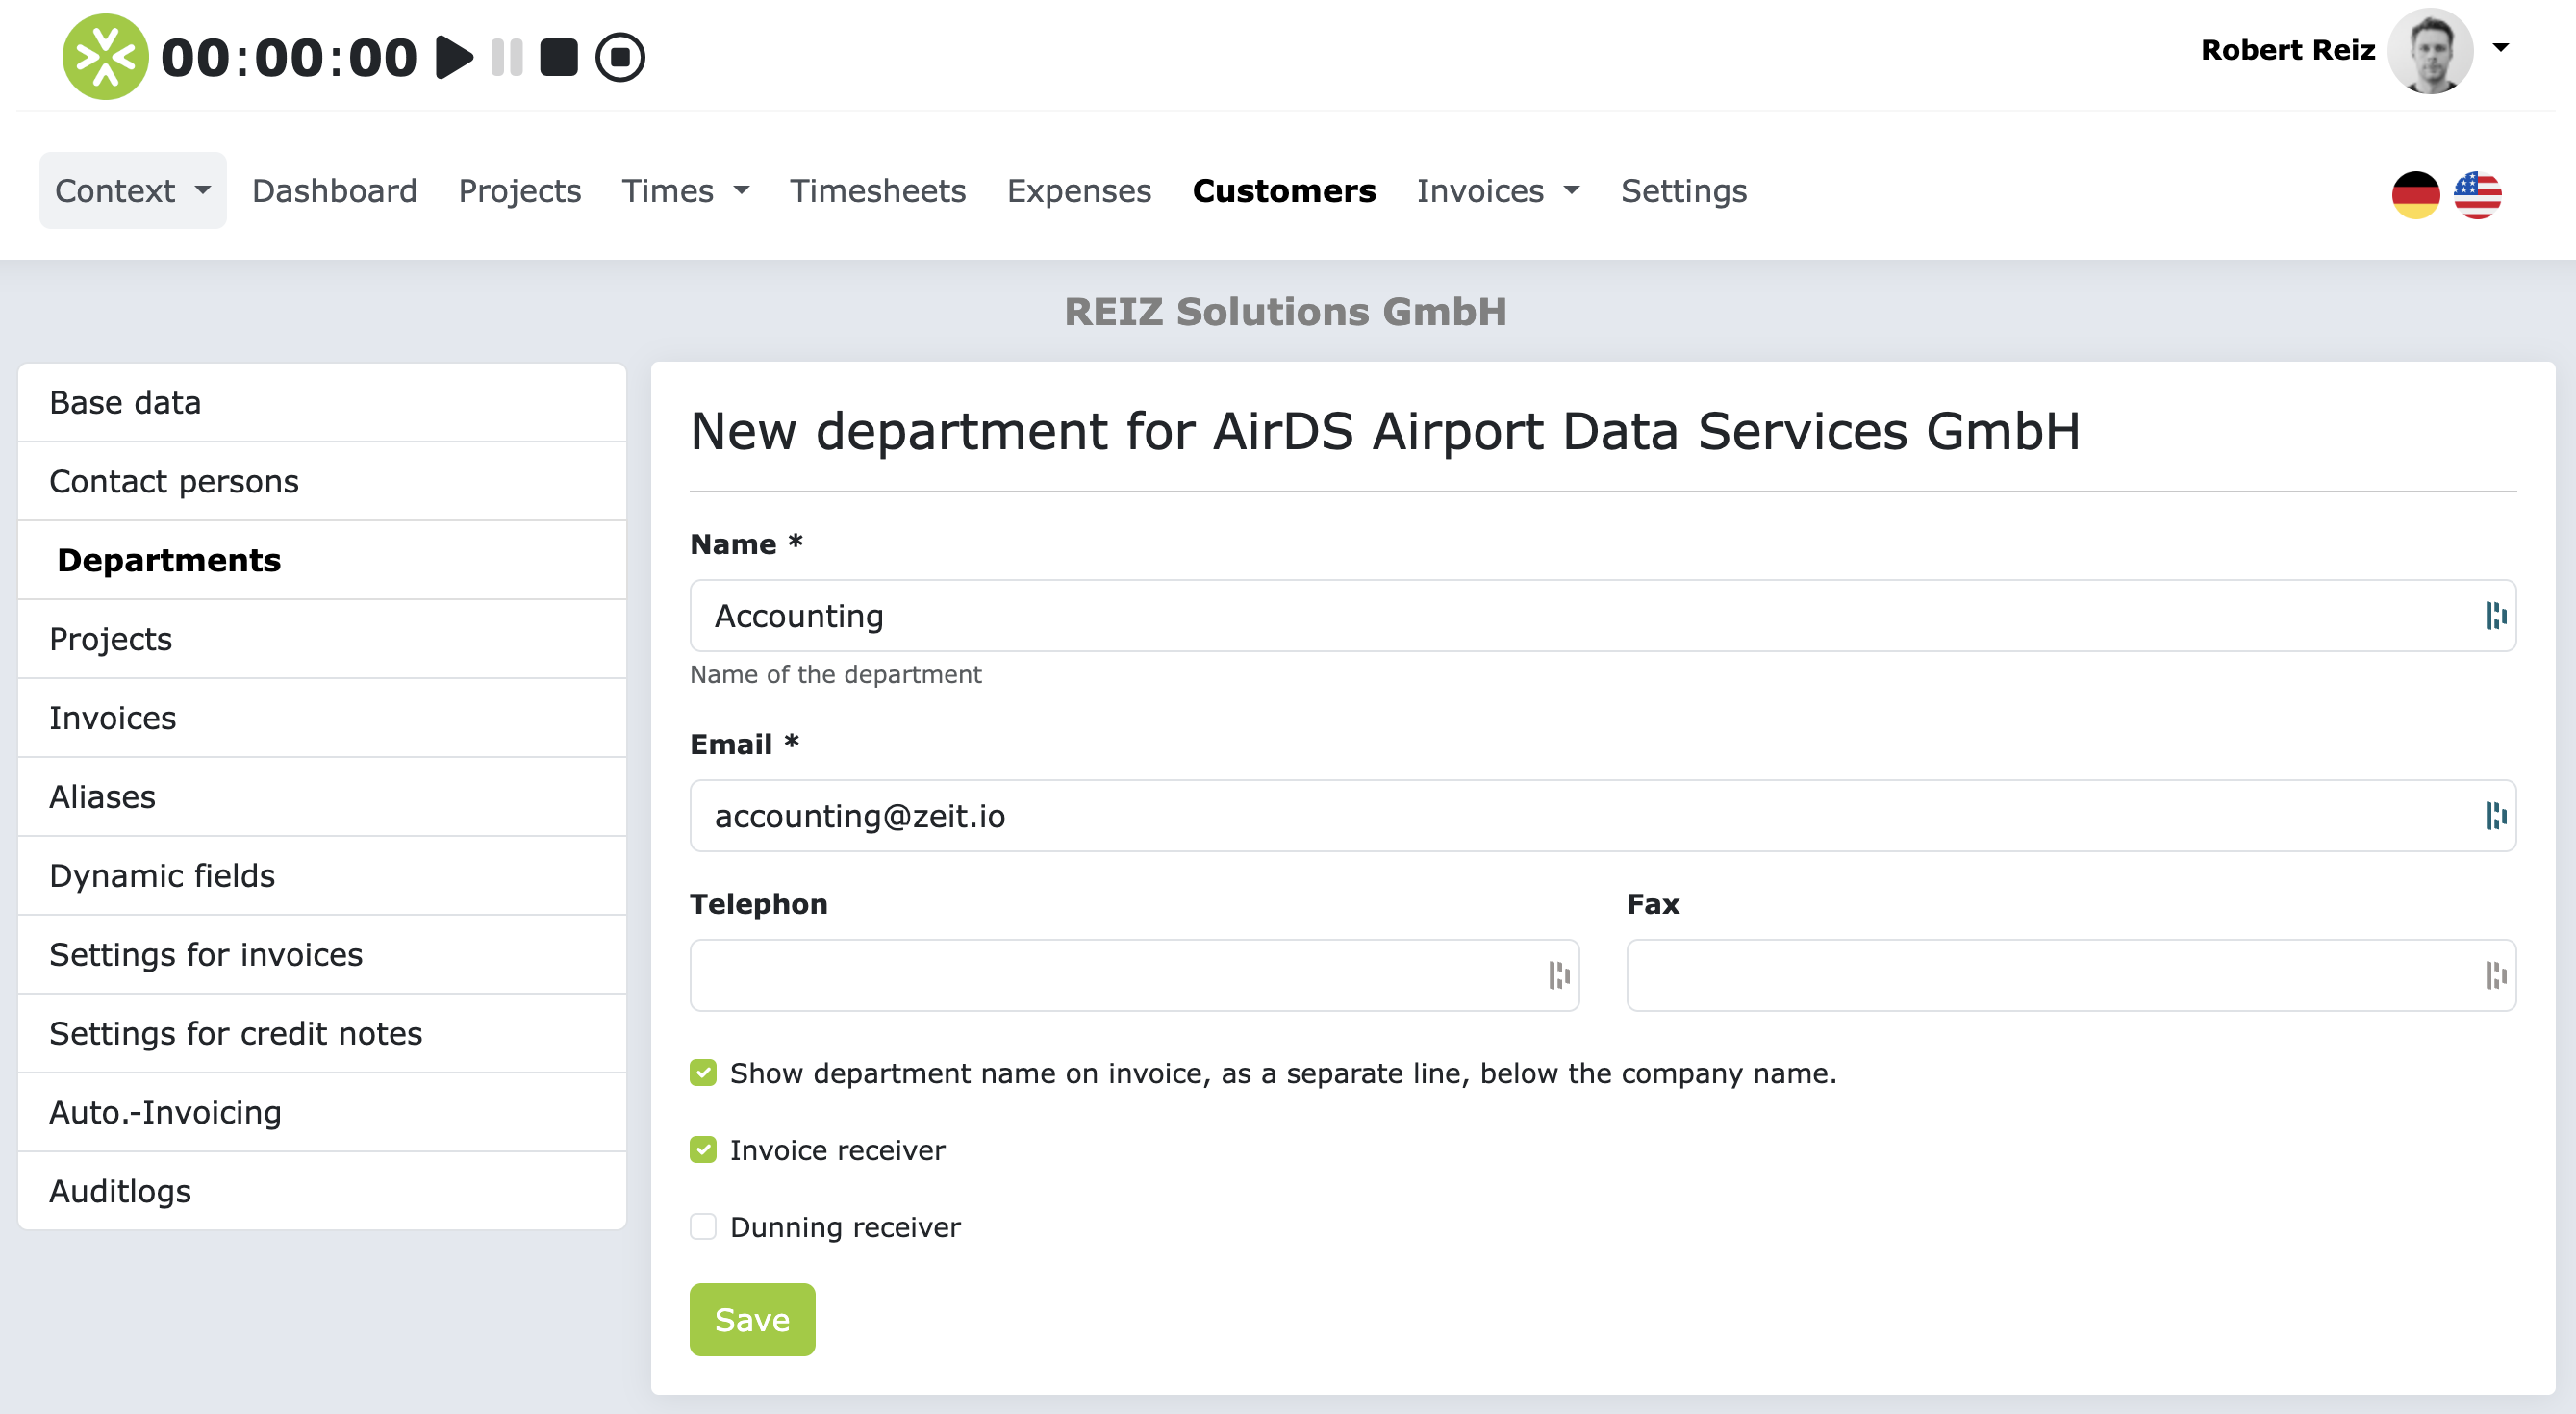 00:00:00
Robert Reiz
Context Dashboard Projects Times Timesheets Expenses Customers Invoices Settings
REIZ Solutions GmbH
Base data
Contact persons
Departments
Projects
Invoices
Aliases
Dynamic fields
Settings for invoices
Settings for credit notes
Auto.-Invoicing
Auditlogs
New department for AirDS Airport Data Services GmbH
Name *
Accounting
Name of the department
Email *
accounting@zeit.io
Telephon Fax
Show department name on invoice, as a separate line, below the company name.
Invoice receiver
Dunning receiver
Save